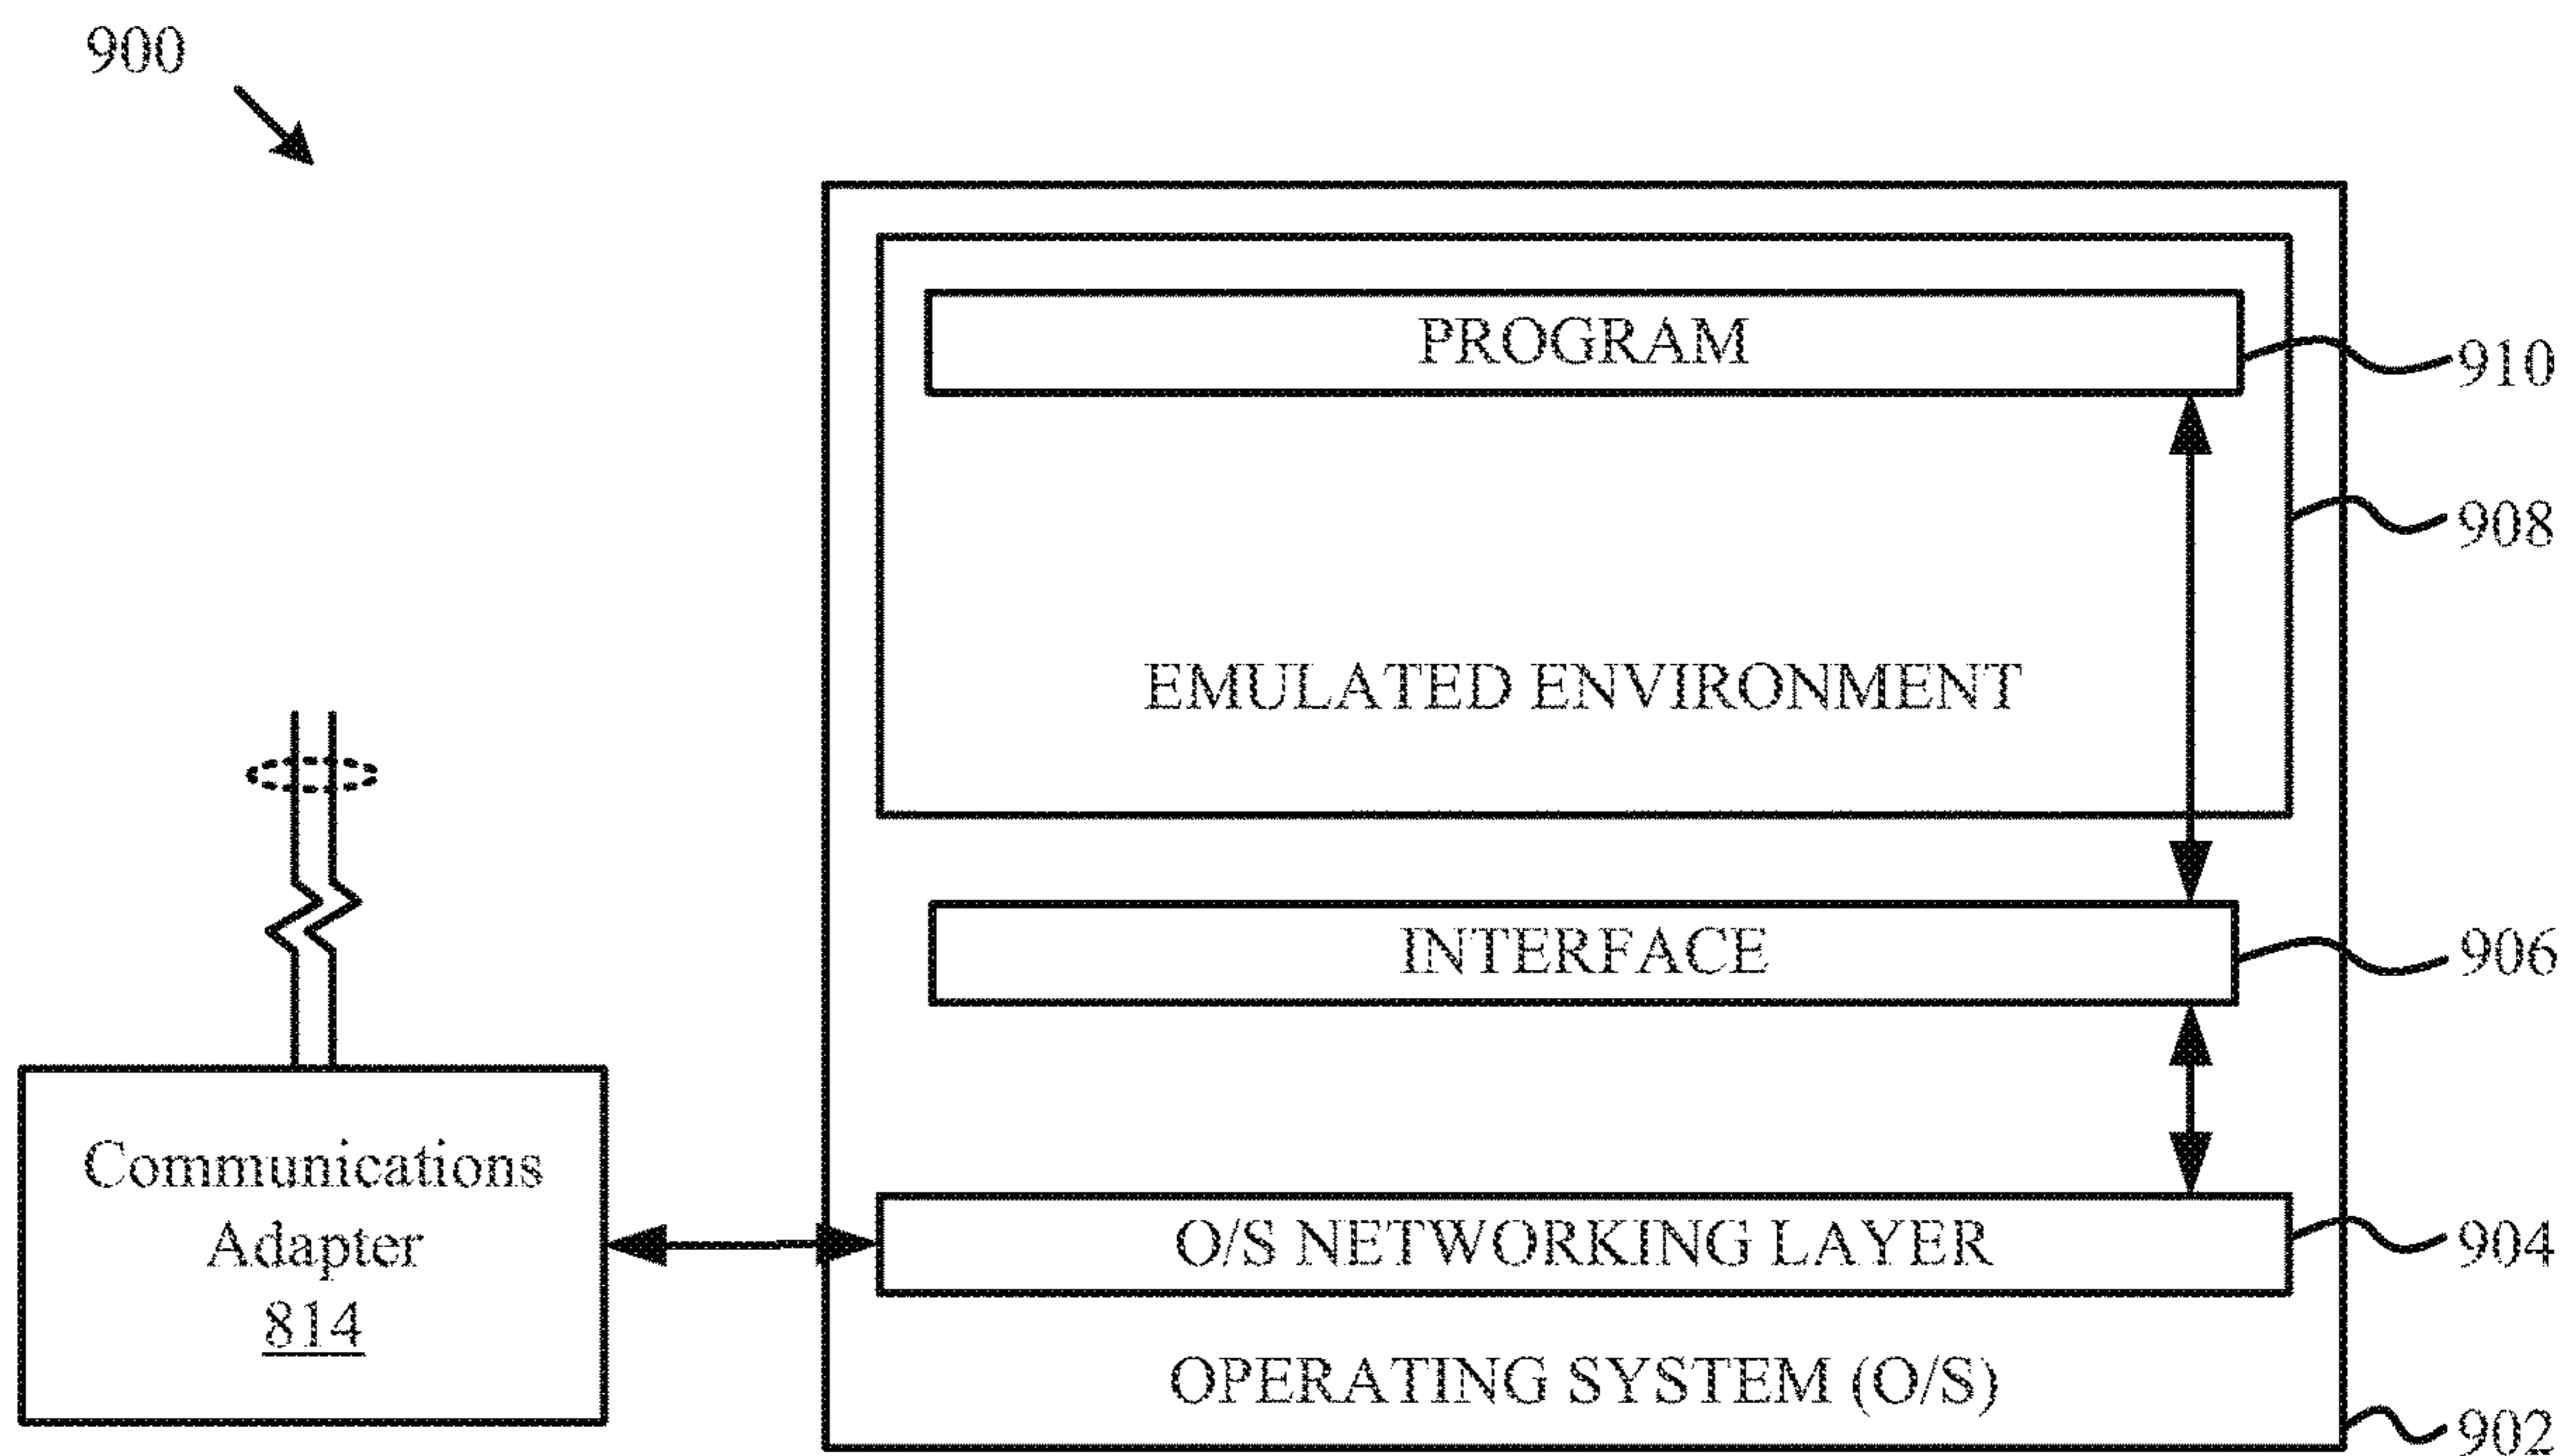 900
PROGRAM
910
908
EMULATED ENVIRONMENT
INTERFACE
906
Communications
Adapter
814
O/S NETWORKING LAYER
904
OPERATING SYSTEM (O/S)
902